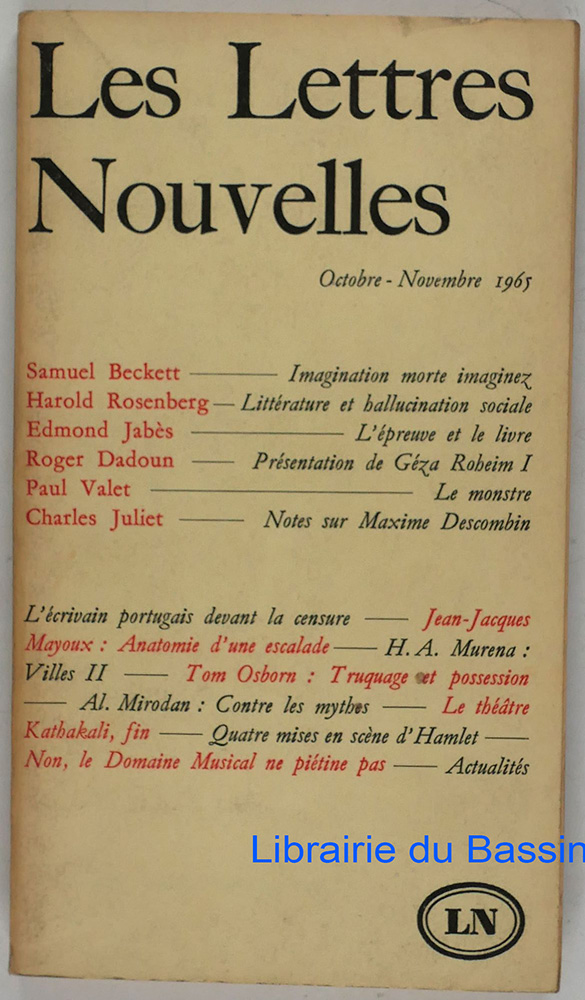 Les Lettres
Nouvelles
Octobre - Novembre 1965
Samuel Beckett — Imagination morte imaginez
Harold Rosenberg — Littérature et hallucination sociale
Edmond Jabès — L'épreuve et le livre
Roger Dadoun — Présentation de Géza Roheim I
Paul Valet — Le monstre
Charles Juliet — Notes sur Maxime Descombin
L'écrivain portugais devant la censure — Jean-Jacques
Mayoux : Anatomie d'une escalade — H. A. Murena :
Villes II — Tom Osborn : Truquage et possession
— Al. Mirodan : Contre les mythes — Le théâtre
Kathakali, fin — Quatre mises en scène d'Hamlet —
Non, le Domaine Musical ne piétine pas — Actualités
Librairie du Bassin
LN